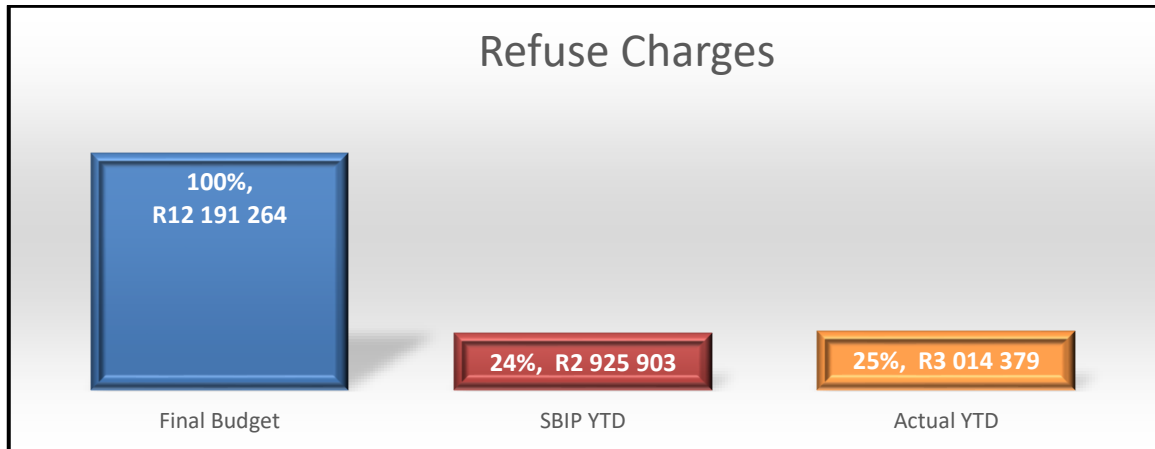 Refuse Charges
100%,
R12 191 264
24%, R2 925 903
25%, R3 014 379
Final Budget
SBIP YTD
Actual YTD